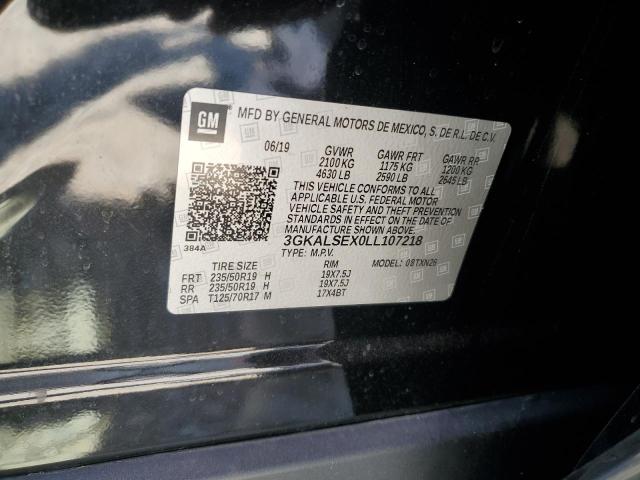 GM
MFD BY GENERAL MOTORS DE MEXICO, S. DE R.L. DE C.V.
06/19 GVWR GAWR FRT GAWR RR
2100 KG 1175 KG 1200 KG
4630 LB 2590 LB 2645 LB
THIS VEHICLE CONFORMS TO ALL
APPLICABLE U.S. FEDERAL MOTOR
VEHICLE SAFETY AND THEFT PREVENTION
STANDARDS IN EFFECT ON THE DATE OF
MANUFACTURE SHOWN ABOVE.
384A
3GKALSEX0LL107218
TYPE: M.P.V. MODEL: 08TXN26
TIRE SIZE RIM
FRT 235/50R19 H 19X7.5J
RR 235/50R19 H 19X7.5J
SPA T125/70R17 M 17X4BT